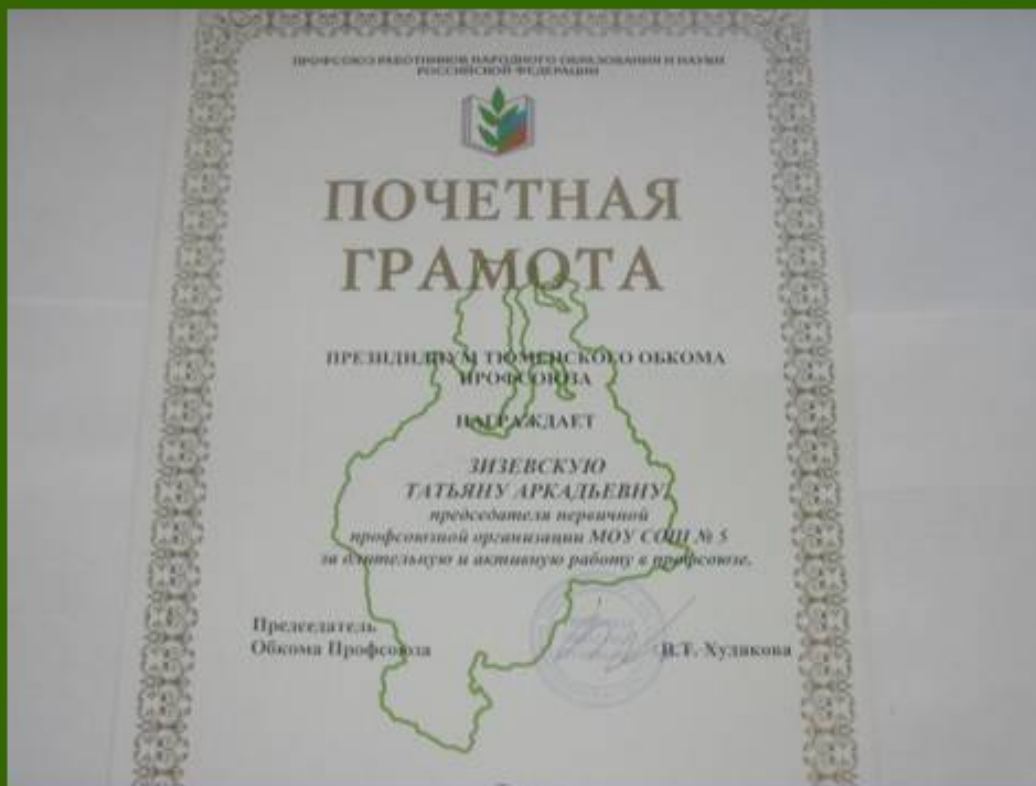 ПРОФСОЮЗ РАБОТНИКОВ НАРОДНОГО ОБРАЗОВАНИЯ И НАУКИ
РОССИЙСКОЙ ФЕДЕРАЦИИ
ПОЧЕТНАЯ
ГРАМОТА
ПРЕЗИДИУМ ТЮМЕНСКОГО ОБКОМА
ПРОФСОЮЗА
НАГРАЖДАЕТ
ЗИЗЕВСКУЮ
ТАТЬЯНУ АРКАДЬЕВНУ,
председателя первичной
профсоюзной организации МОУ СОШ № 5
за длительную и активную работу в профсоюзе.
Председатель
Обкома Профсоюза
В.Т. Худякова